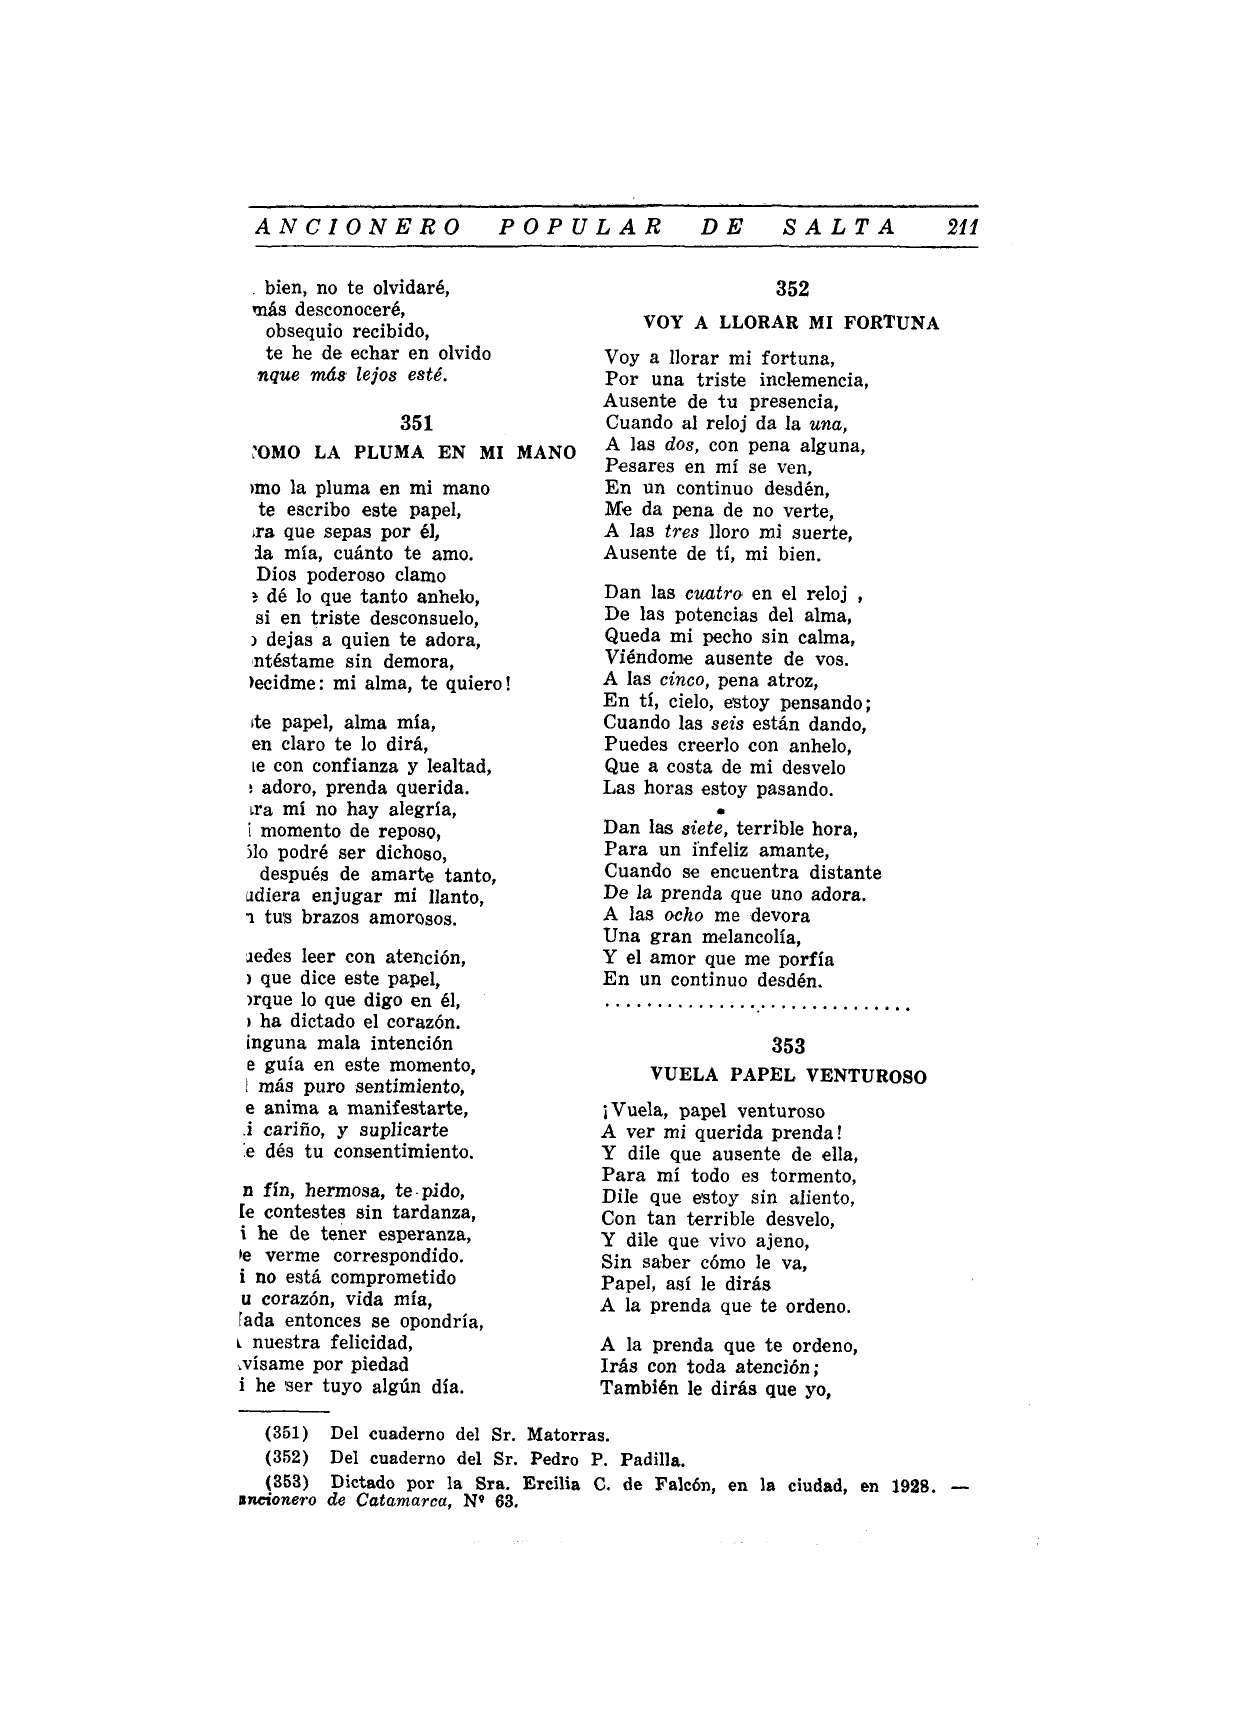 ANCIONERO POPULAR DE SALTA 211
bien, no te olvidaré,
más desconoceré,
obsequio recibido,
te he de echar en olvido
nque más lejos esté.
351
OMO LA PLUMA EN MI MANO
omo la pluma en mi mano
te escribo este papel,
ra que sepas por él,
da mía, cuánto te amo.
Dios poderoso clamo
e dé lo que tanto anhelo,
si en triste desconsuelo,
o dejas a quien te adora,
ntéstame sin demora,
Decidme: mi alma, te quiero!
te papel, alma mía,
en claro te lo dirá,
ue con confianza y lealtad,
e adoro, prenda querida.
ara mí no hay alegría,
i momento de reposo,
ólo podré ser dichoso,
después de amarte tanto,
udiera enjugar mi llanto,
n tus brazos amorosos.
uedes leer con atención,
o que dice este papel,
orque lo que digo en él,
o ha dictado el corazón.
inguna mala intención
e guía en este momento,
l más puro sentimiento,
e anima a manifestarte,
i cariño, y suplicarte
e dés tu consentimiento.
n fín, hermosa, te pido,
e contestes sin tardanza,
i he de tener esperanza,
e verme correspondido.
i no está comprometido
u corazón, vida mía,
ada entonces se opondría,
nuestra felicidad,
vísame por piedad
i he ser tuyo algún día.
352
VOY A LLORAR MI FORTUNA
Voy a llorar mi fortuna,
Por una triste inclemencia,
Ausente de tu presencia,
Cuando al reloj da la una,
A las dos, con pena alguna,
Pesares en mí se ven,
En un continuo desdén,
Me da pena de no verte,
A las tres lloro mi suerte,
Ausente de tí, mi bien.
Dan las cuatro en el reloj ,
De las potencias del alma,
Queda mi pecho sin calma,
Viéndome ausente de vos.
A las cinco, pena atroz,
En tí, cielo, estoy pensando;
Cuando las seis están dando,
Puedes creerlo con anhelo,
Que a costa de mi desvelo
Las horas estoy pasando.
Dan las siete, terrible hora,
Para un infeliz amante,
Cuando se encuentra distante
De la prenda que uno adora.
A las ocho me devora
Una gran melancolía,
Y el amor que me porfía
En un continuo desdén.
..............................
353
VUELA PAPEL VENTUROSO
¡Vuela, papel venturoso
A ver mi querida prenda!
Y dile que ausente de ella,
Para mí todo es tormento,
Dile que estoy sin aliento,
Con tan terrible desvelo,
Y dile que vivo ajeno,
Sin saber cómo le va,
Papel, así le dirás
A la prenda que te ordeno.
A la prenda que te ordeno,
Irás con toda atención;
También le dirás que yo,
(351) Del cuaderno del Sr. Matorras.
(352) Del cuaderno del Sr. Pedro P. Padilla.
(353) Dictado por la Sra. Ercilia C. de Falcón, en la ciudad, en 1928. —
ancionero de Catamarca, Nº 63.